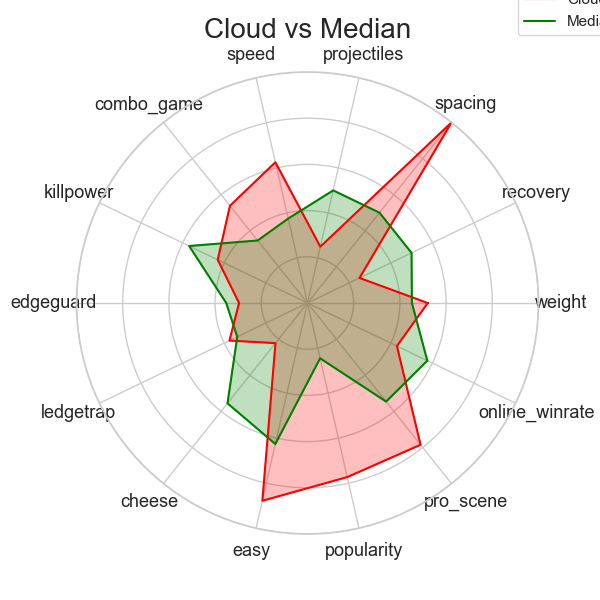 Cloud vs Median
speed
projectiles
combo_game
spacing
killpower
recovery
edgeguard
weight
ledgetrap
online_winrate
cheese
pro_scene
easy
popularity